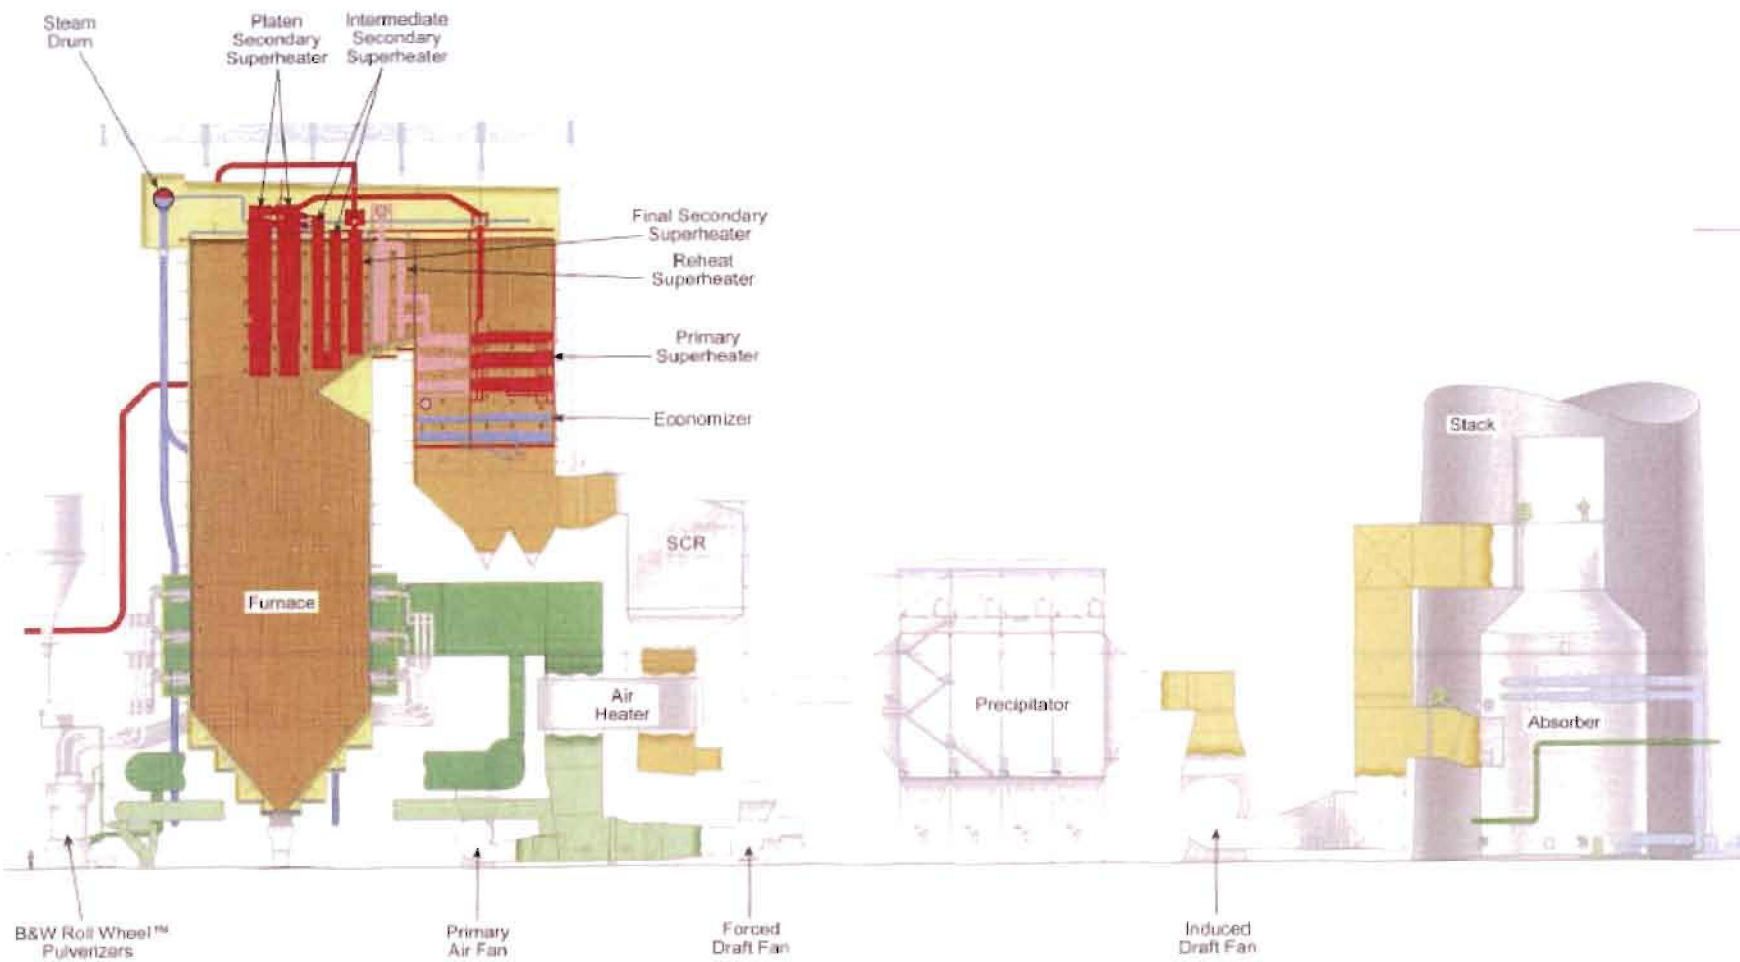 Steam
Drum
Platen
Secondary
Superheater
Intermediate
Secondary
Superheater
Final Secondary
Superheater
Reheat
Superheater
Primary
Superheater
Economizer
Stack
SCR
Furnace
Air
Heater
Precipitator
Absorber
B&W Roll Wheel™
Pulverizers
Primary
Air Fan
Forced
Draft Fan
Induced
Draft Fan